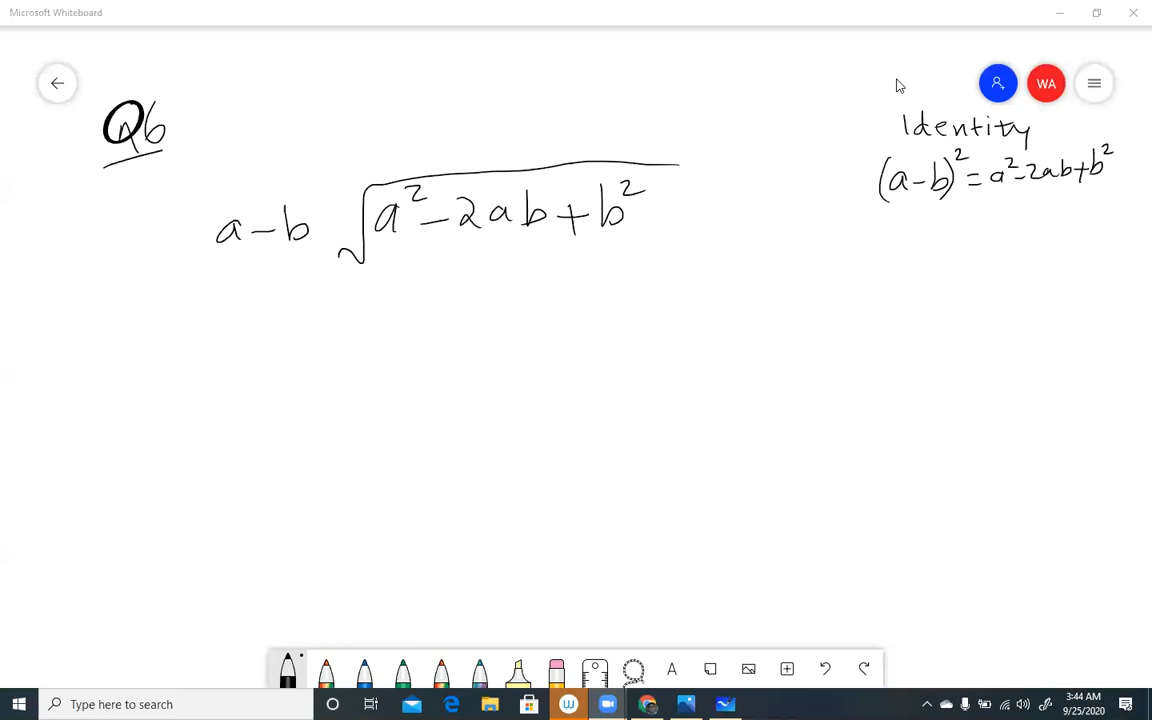 Microsoft Whiteboard
WA
Q6
Identity
(a-b)² = a²-2ab+b²
a-b √a²-2ab+b²
A
Type here to search
W
3:44 AM
9/25/2020